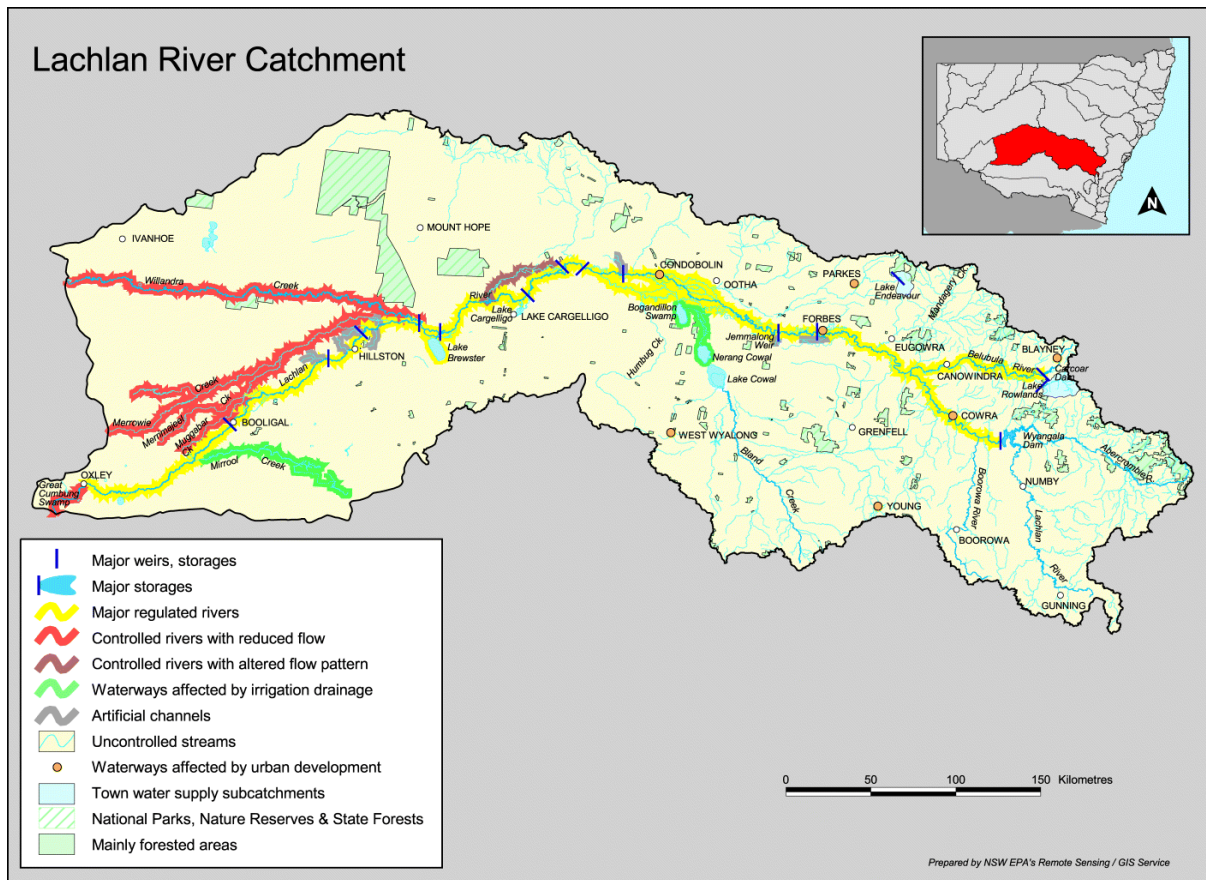 Lachlan River Catchment
N
IVANHOE
MOUNT HOPE
Willandra
Creek
River
Lake
Cargelligo
LAKE CARGELLIGO
CONDOBOLIN
OOTHA
PARKES
Lake
Endeavour
Mandagery Ck
Bogandillon
Swamp
FORBES
Jemmalong
Weir
EUGOWRA
Belubula
River
BLAYNEY
Carcoar
Dam
CANOWINDRA
Lake
Rowlands
HILLSTON
Lachlan
Lake
Brewster
Humbug Ck.
Nerang Cowal
Lake Cowal
Creek
Merrowie
Merrimajeel
Ck
Muggabar
Ck
BOOLIGAL
COWRA
WEST WYALONG
GRENFELL
Wyangala
Dam
Abercrombie R.
Mirrool
Creek
OXLEY
Great
Cumbung
Swamp
Bland
Creek
YOUNG
Boorowa River
NUMBY
BOOROWA
Lachlan
River
GUNNING
Major weirs, storages
Major storages
Major regulated rivers
Controlled rivers with reduced flow
Controlled rivers with altered flow pattern
Waterways affected by irrigation drainage
Artificial channels
Uncontrolled streams
Waterways affected by urban development
Town water supply subcatchments
National Parks, Nature Reserves & State Forests
Mainly forested areas
0 50 100 150 Kilometres
Prepared by NSW EPA's Remote Sensing / GIS Service